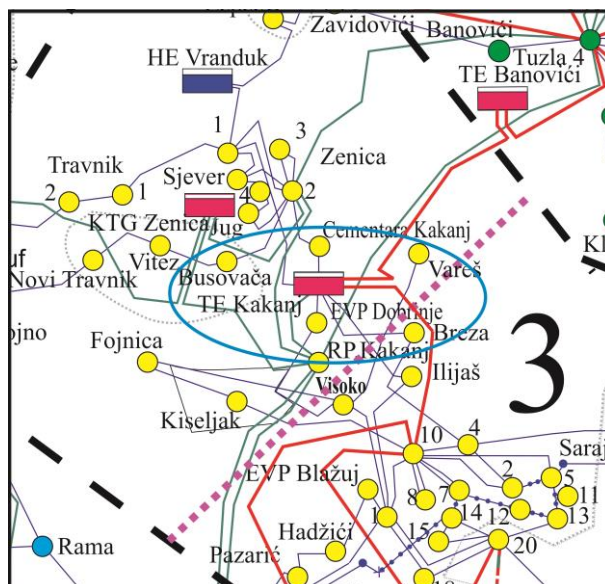 Zavidovići
Banovići
HE Vranduk
Tuzla 4
TE Banovići
1
3
Travnik
Zenica
Sjever
2
1
4
2
Jug
KTG Zenica
Cementara Kakanj
Vitez
Vareš
Novi Travnik
Busovača
TE Kakanj
EVP Dobrinje
Breza
Fojnica
RP Kakanj
Visoko
Ilijaš
3
Kiseljak
10
4
EVP Blažuj
Saraj
2
5
8
7
11
1
14
12
13
Hadžići
15
20
Rama
Pazarić